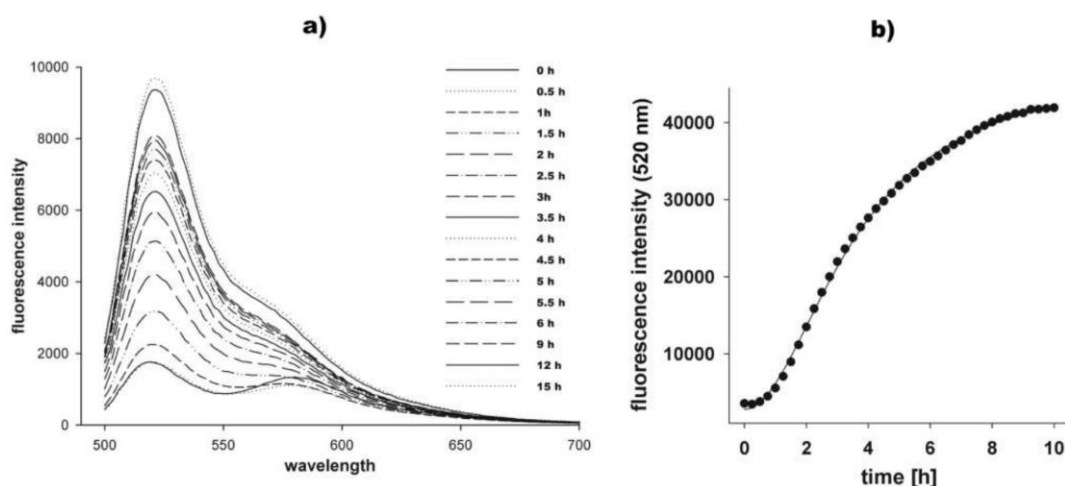 a)
fluorescence intensity
10000
8000
6000
4000
2000
0
500
550
600
650
700
wavelength
0 h
0.5 h
1h
1.5 h
2 h
2.5 h
3h
3.5 h
4 h
4.5 h
5 h
5.5 h
6 h
9 h
12 h
15 h
b)
fluorescence intensity (520 nm)
40000
30000
20000
10000
0
2
4
6
8
10
time [h]